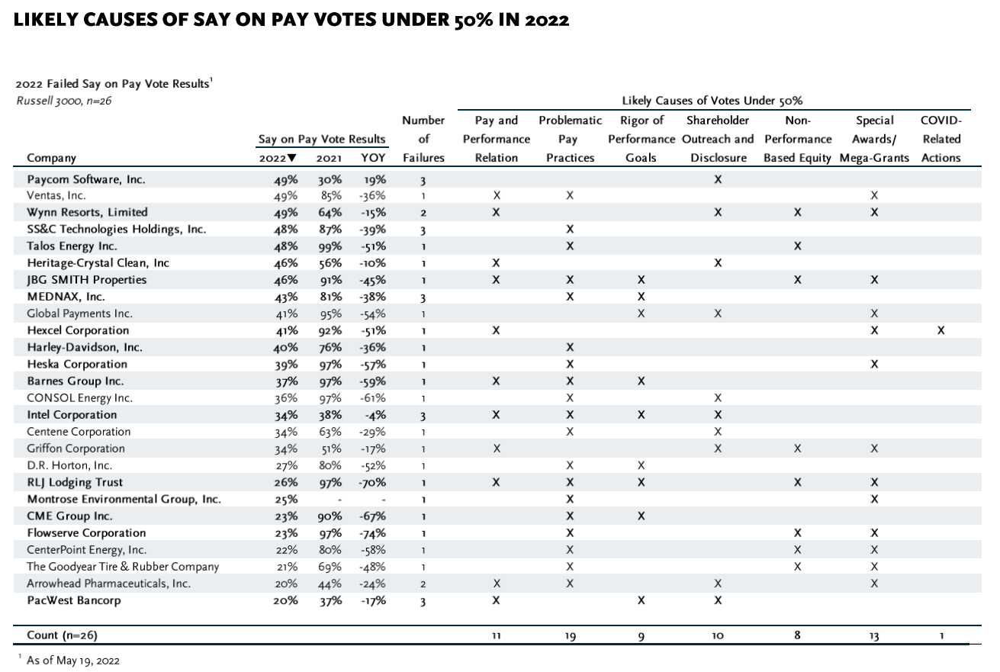 LIKELY CAUSES OF SAY ON PAY VOTES UNDER 50% IN 2022
2022 Failed Say on Pay Vote Results¹
Russell 3000, n=26
Likely Causes of Votes Under 50%
Number Pay and Problematic Rigor of Shareholder Non- Special COVID-
Say on Pay Vote Results of Performance Pay Performance Outreach and Performance Awards/ Related
Company 2022▼ 2021 YOY Failures Relation Practices Goals Disclosure Based Equity Mega-Grants Actions
Paycom Software, Inc. 49% 30% 19% 3 X
Ventas, Inc. 49% 85% -36% 1 X X X
Wynn Resorts, Limited 49% 64% -15% 2 X X X X
SS&C Technologies Holdings, Inc. 48% 87% -39% 3 X
Talos Energy Inc. 48% 99% -51% 1 X X
Heritage-Crystal Clean, Inc 46% 56% -10% 1 X X
JBG SMITH Properties 46% 91% -45% 1 X X X X X
MEDNAX, Inc. 43% 81% -38% 3 X X
Global Payments Inc. 41% 95% -54% 1 X X X
Hexcel Corporation 41% 92% -51% 1 X X X
Harley-Davidson, Inc. 40% 76% -36% 1 X
Heska Corporation 39% 97% -57% 1 X X
Barnes Group Inc. 37% 97% -59% 1 X X X
CONSOL Energy Inc. 36% 97% -61% 1 X X
Intel Corporation 34% 38% -4% 3 X X X X
Centene Corporation 34% 63% -29% 1 X X
Griffon Corporation 34% 51% -17% 1 X X X X
D.R. Horton, Inc. 27% 80% -52% 1 X X
RLJ Lodging Trust 26% 97% -70% 1 X X X X X
Montrose Environmental Group, Inc. 25% - - 1 X X
CME Group Inc. 23% 90% -67% 1 X X
Flowserve Corporation 23% 97% -74% 1 X X X
CenterPoint Energy, Inc. 22% 80% -58% 1 X X X
The Goodyear Tire & Rubber Company 21% 69% -48% 1 X X X
Arrowhead Pharmaceuticals, Inc. 20% 44% -24% 2 X X X X
PacWest Bancorp 20% 37% -17% 3 X X X
Count (n=26) 11 19 9 10 8 13 1
¹ As of May 19, 2022